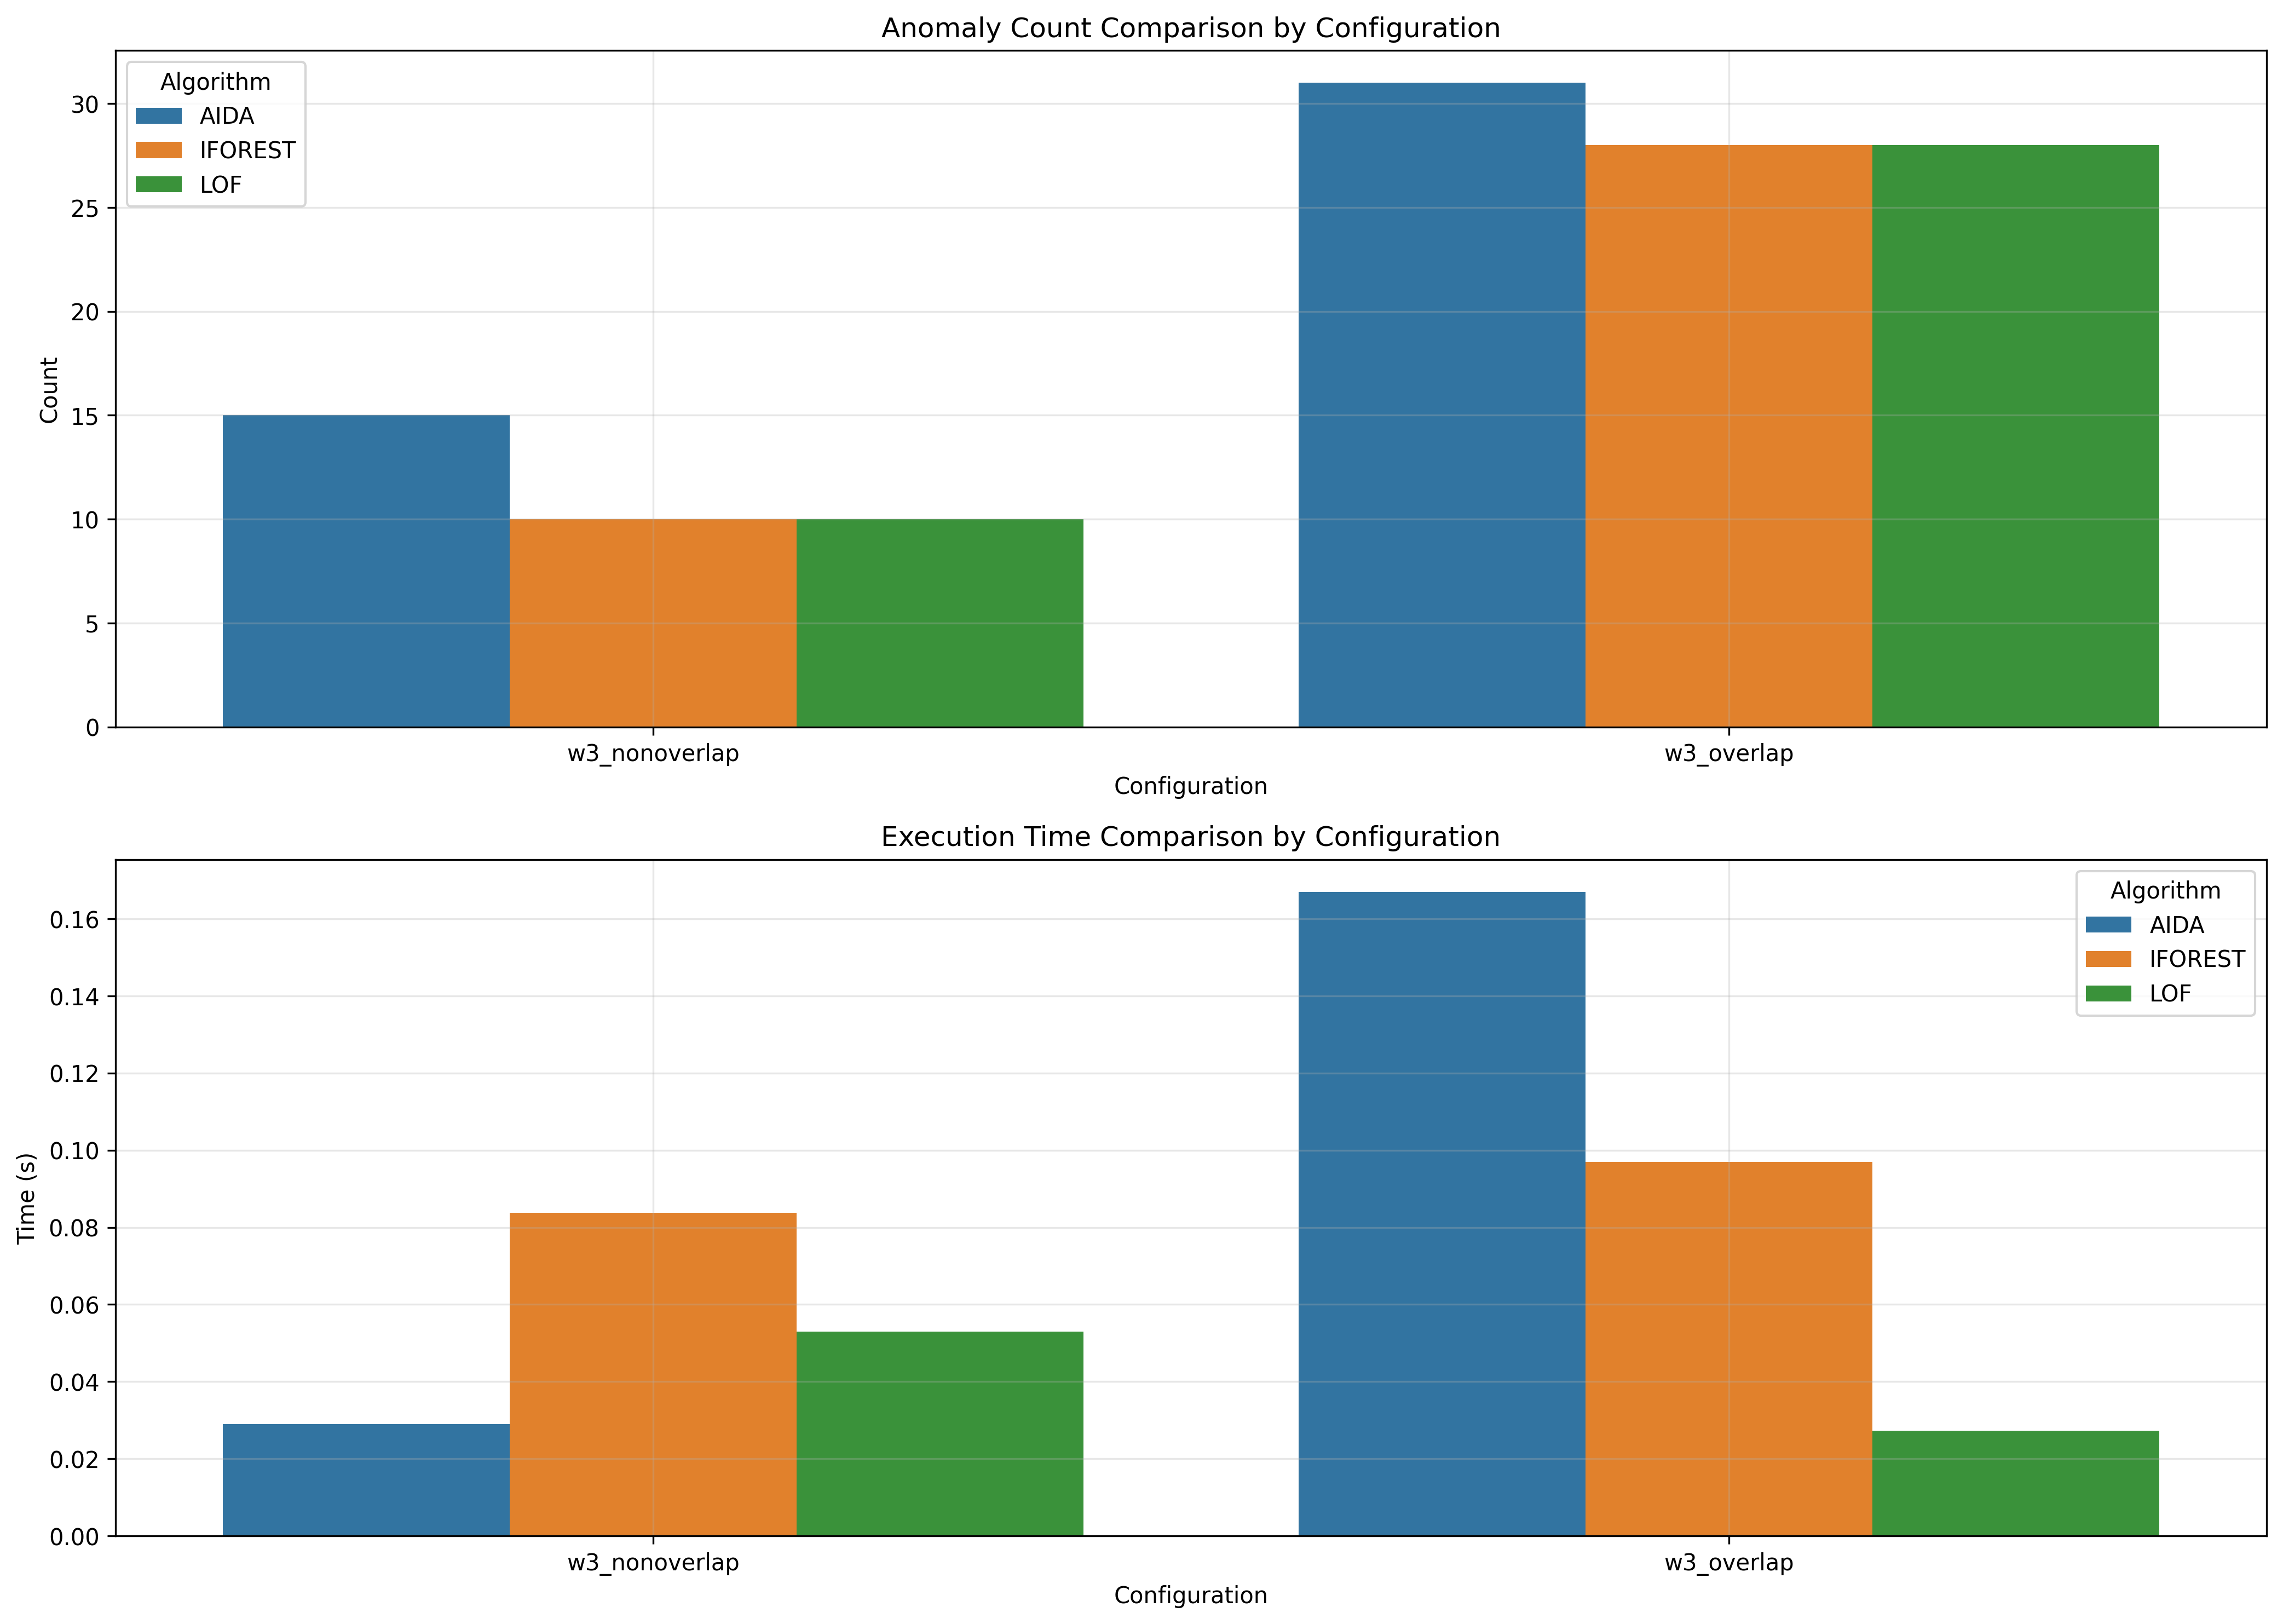 Anomaly Count Comparison by Configuration
Algorithm
AIDA
IFOREST
LOF
30
25
20
15
10
5
0
Count
w3_nonoverlap
w3_overlap
Configuration
Execution Time Comparison by Configuration
Algorithm
AIDA
IFOREST
LOF
0.16
0.14
0.12
0.10
0.08
0.06
0.04
0.02
0.00
Time (s)
w3_nonoverlap
w3_overlap
Configuration